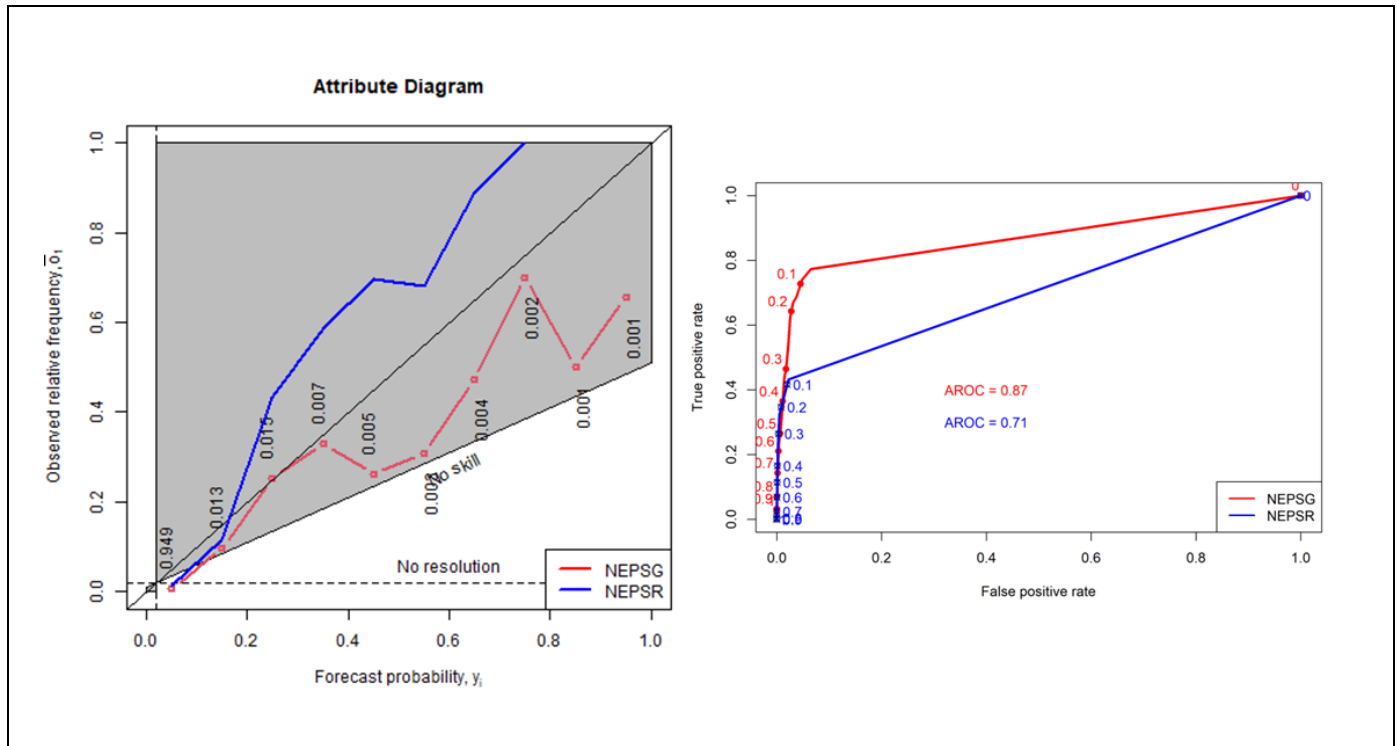 Attribute Diagram
Observed relative frequency, o̅₁
1.0
0.8
0.6
0.4
0.2
0.0
0.949
0.013
0.015
0.007
0.005
0.004
0.002
0.001
0.001
No skill
No resolution
NEPSG
NEPSR
0.0 0.2 0.4 0.6 0.8 1.0
Forecast probability, yᵢ
True positive rate
1.0
0.8
0.6
0.4
0.2
0.0
0
0
0.1
0.2
0.3
0.4
0.5
0.6
0.7
0.8
0.9
0.1
0.2
0.3
0.4
0.5
0.6
0.7
AROC = 0.87
AROC = 0.71
NEPSG
NEPSR
0.0 0.2 0.4 0.6 0.8 1.0
False positive rate